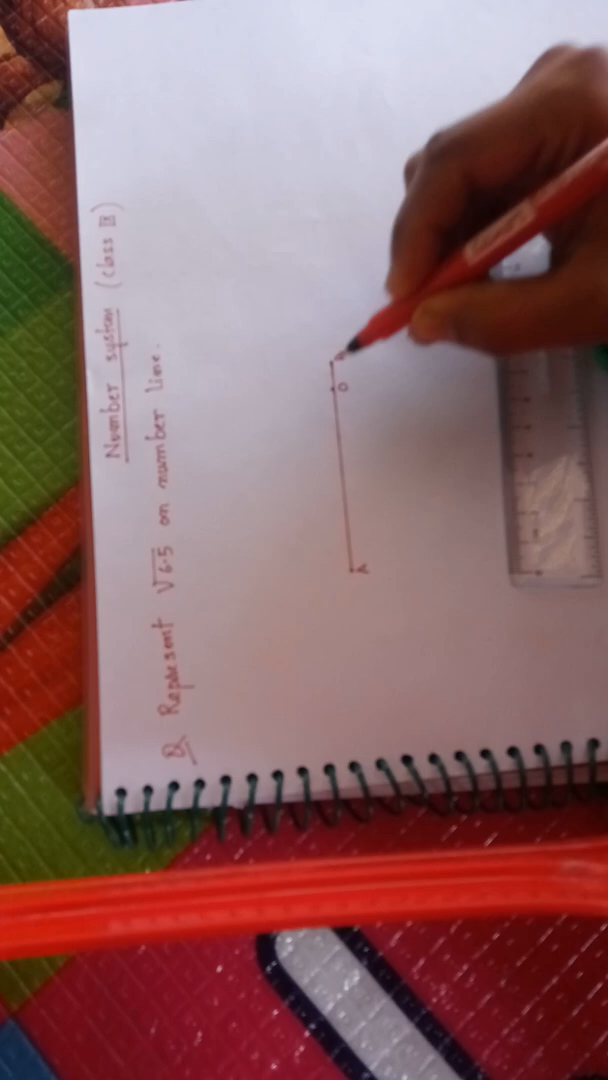 Number system (class IX)
Q Represent √6.5 on number line.
A O